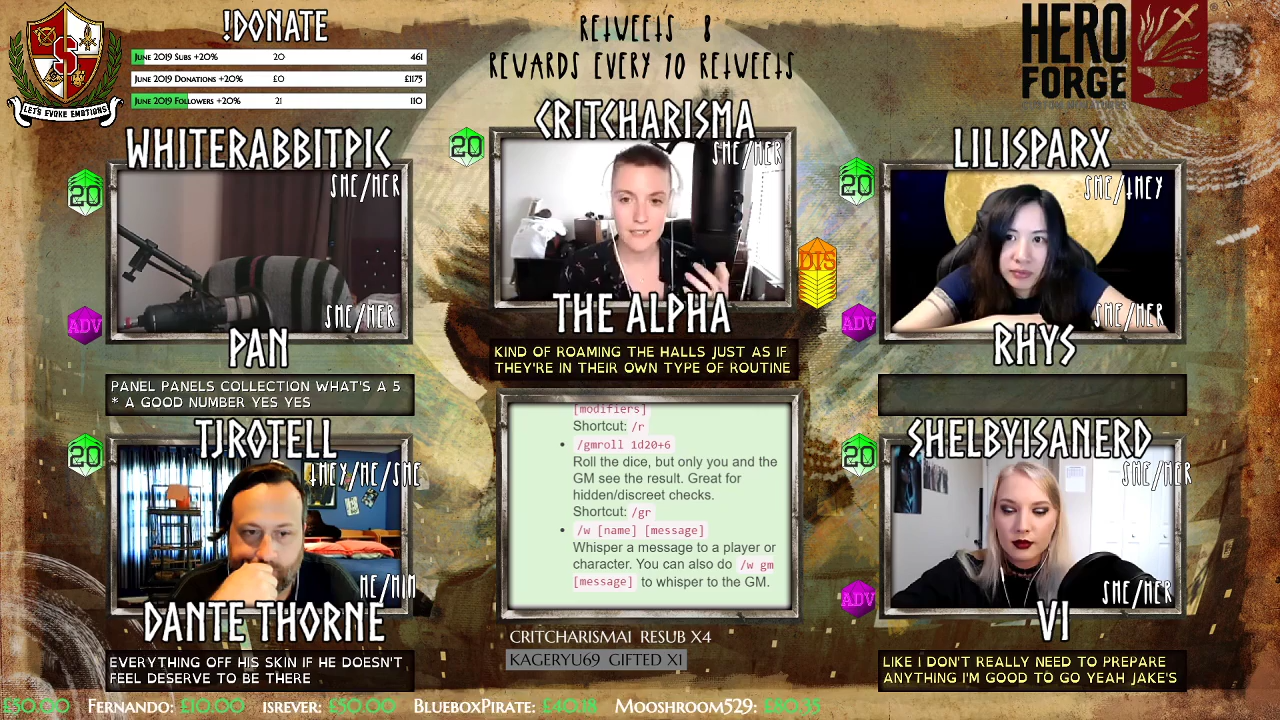 !DONATE
JUNE 2019 SUBS +20% 20 461
JUNE 2019 DONATIONS +20% £0 £1175
JUNE 2019 FOLLOWERS +20% 21 110
LET'S EVOKE EMOTIONS
RETWEETS 8
REWARDS EVERY 10 RETWEETS
HERO
FORGE
CUSTOM MINIATURES
WHITERABBITPIC
SHE/HER
20
SHE/HER
ADV
PAN
PANEL PANELS COLLECTION WHAT'S A 5
* A GOOD NUMBER YES YES
CRITCHARISMA
20
SHE/HER
DTS
THE ALPHA
KIND OF ROAMING THE HALLS JUST AS IF
THEY'RE IN THEIR OWN TYPE OF ROUTINE
LILISPARX
SHE/THEY
20
SHE/HER
ADV
RHYS
TJROTELL
THEY/HE/SHE
20
HE/HIM
DANTE THORNE
EVERYTHING OFF HIS SKIN IF HE DOESN'T
FEEL DESERVE TO BE THERE
[modifiers]
Shortcut: /r
• /gmroll 1d20+6
Roll the dice, but only you and the
GM see the result. Great for
hidden/discreet checks.
Shortcut: /gr
• /w [name] [message]
Whisper a message to a player or
character. You can also do /w gm
[message] to whisper to the GM.
CRITCHARISMA1 RESUB X4
KAGERYU69 GIFTED X1
SHELBYISANERD
SHE/HER
20
SHE/HER
ADV
VI
LIKE I DON'T REALLY NEED TO PREPARE
ANYTHING I'M GOOD TO GO YEAH JAKE'S
£50.00 FERNANDO: £10.00 ISREVER: £50.00 BLUEBOXPIRATE: £40.18 MOOSHROOM529: £80.35